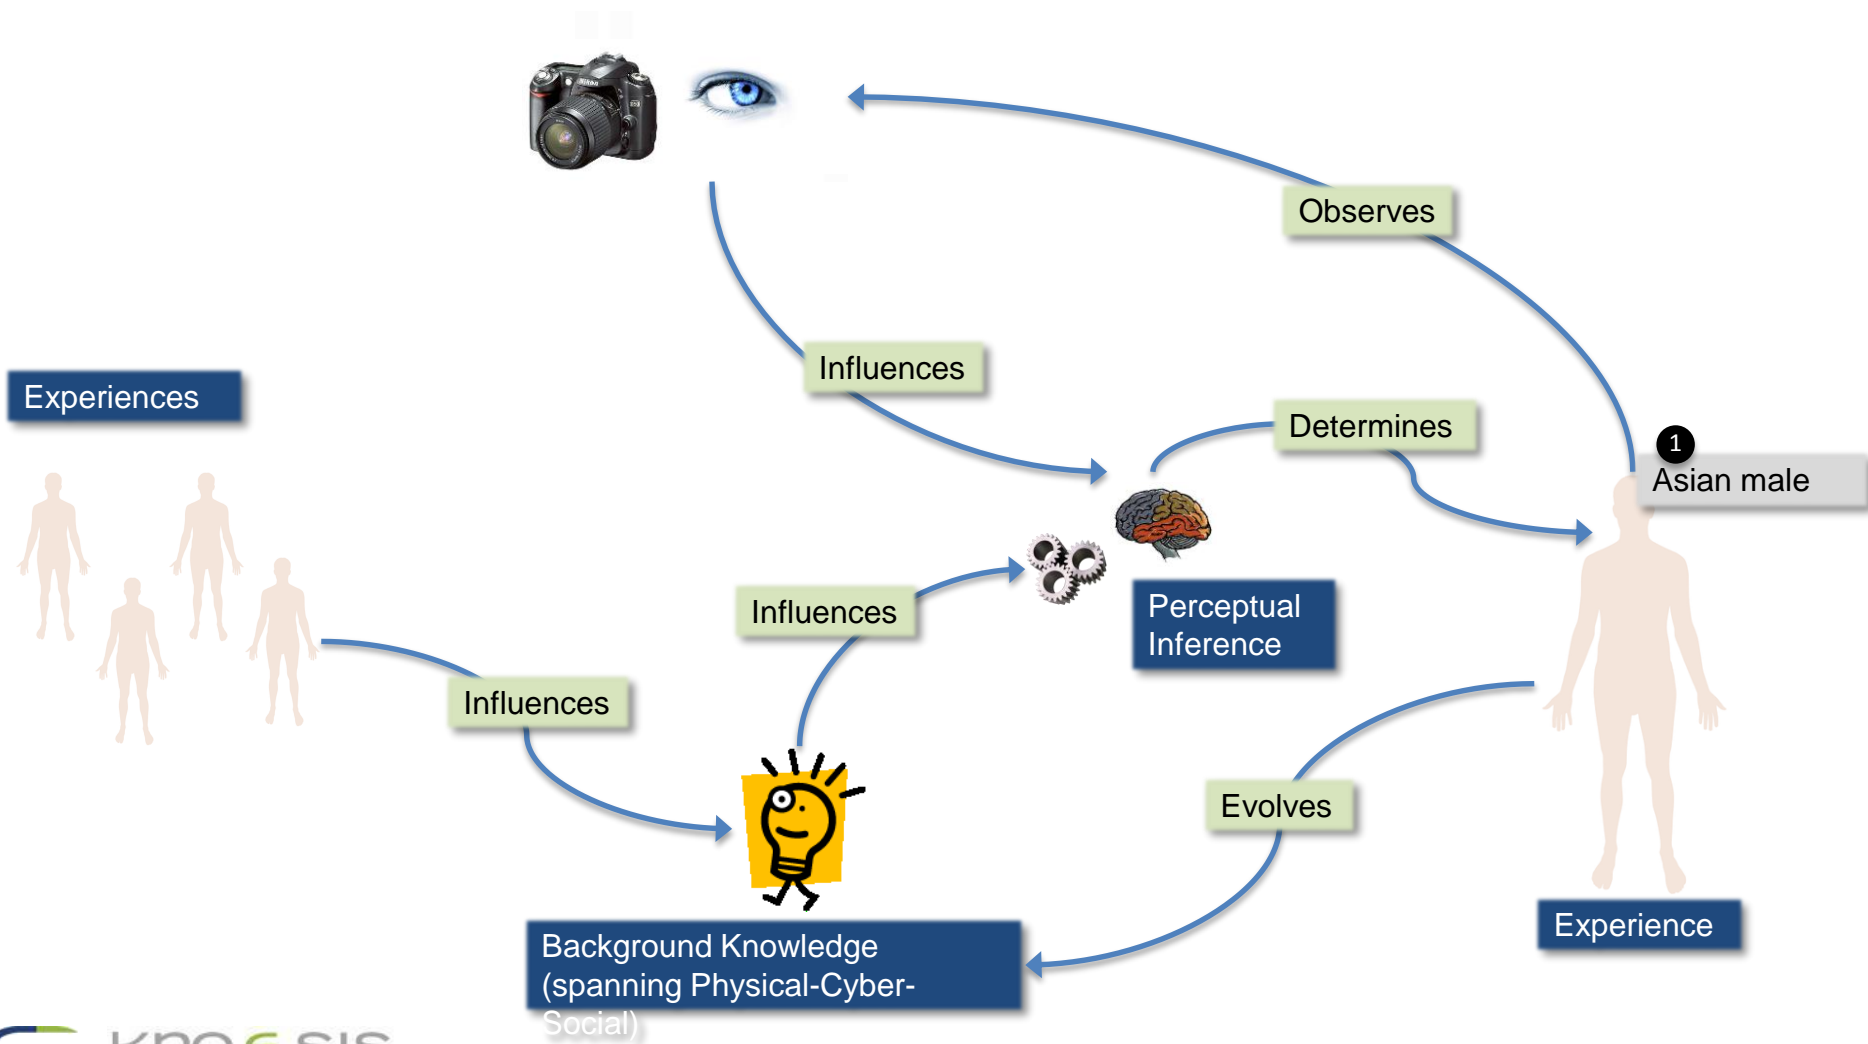 Observes
Influences
Experiences
Determines
1
Asian male
Influences
Perceptual
Inference
Influences
Evolves
Background Knowledge
(spanning Physical-Cyber-
Social)
Experience